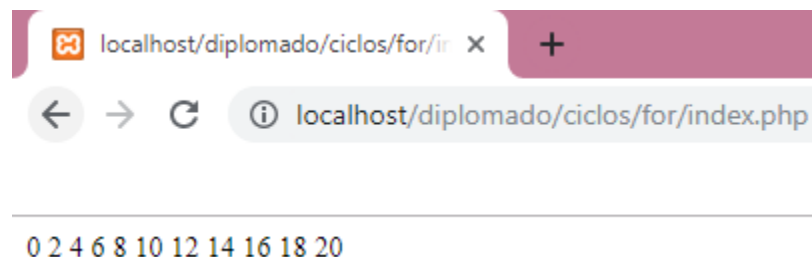 localhost/diplomado/ciclos/for/in
localhost/diplomado/ciclos/for/index.php
0 2 4 6 8 10 12 14 16 18 20